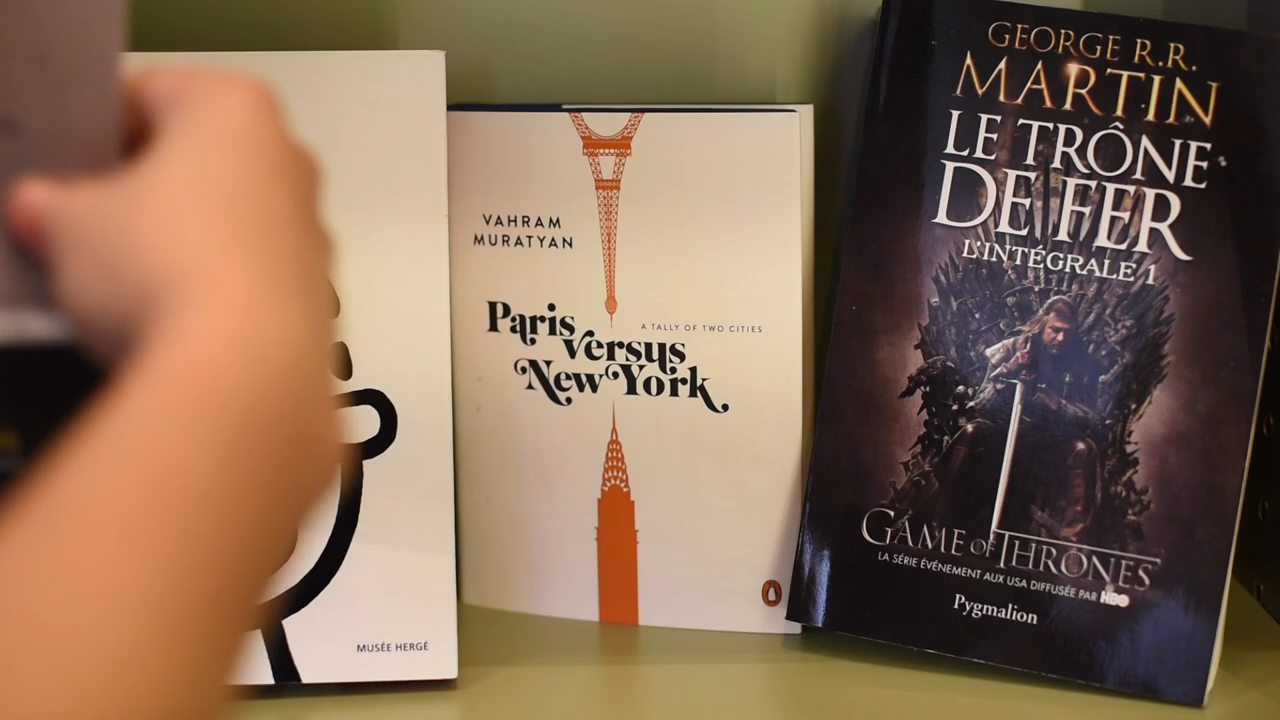 MUSÉE HERGÉ
VAHRAM
MURATYAN
Paris
versus
New York
A TALLY OF TWO CITIES
GEORGE R.R.
MARTIN
LE TRÔNE
DE FER
L'INTÉGRALE 1
GAME OF THRONES
LA SÉRIE ÉVÉNEMENT AUX USA DIFFUSÉE PAR HBO
Pygmalion